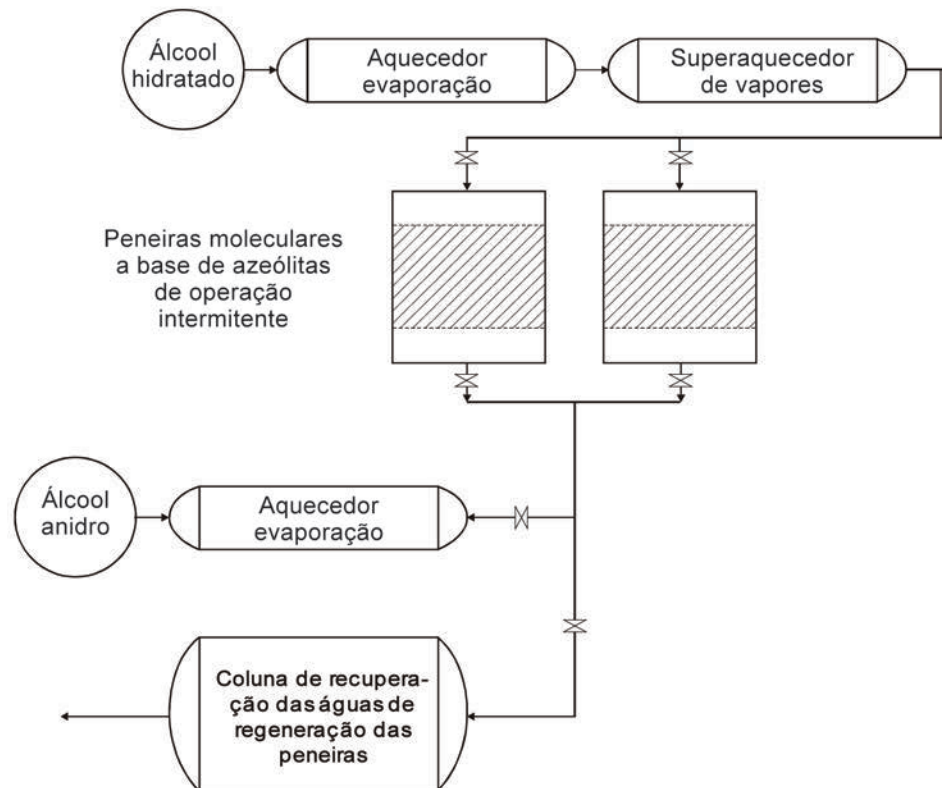 Álcool
hidratado
Aquecedor
evaporação
Superaquecedor
de vapores
Peneiras moleculares
a base de azeólitas
de operação
intermitente
Álcool
anidro
Aquecedor
evaporação
Coluna de recupera-
ção das águas de
regeneração das
peneiras